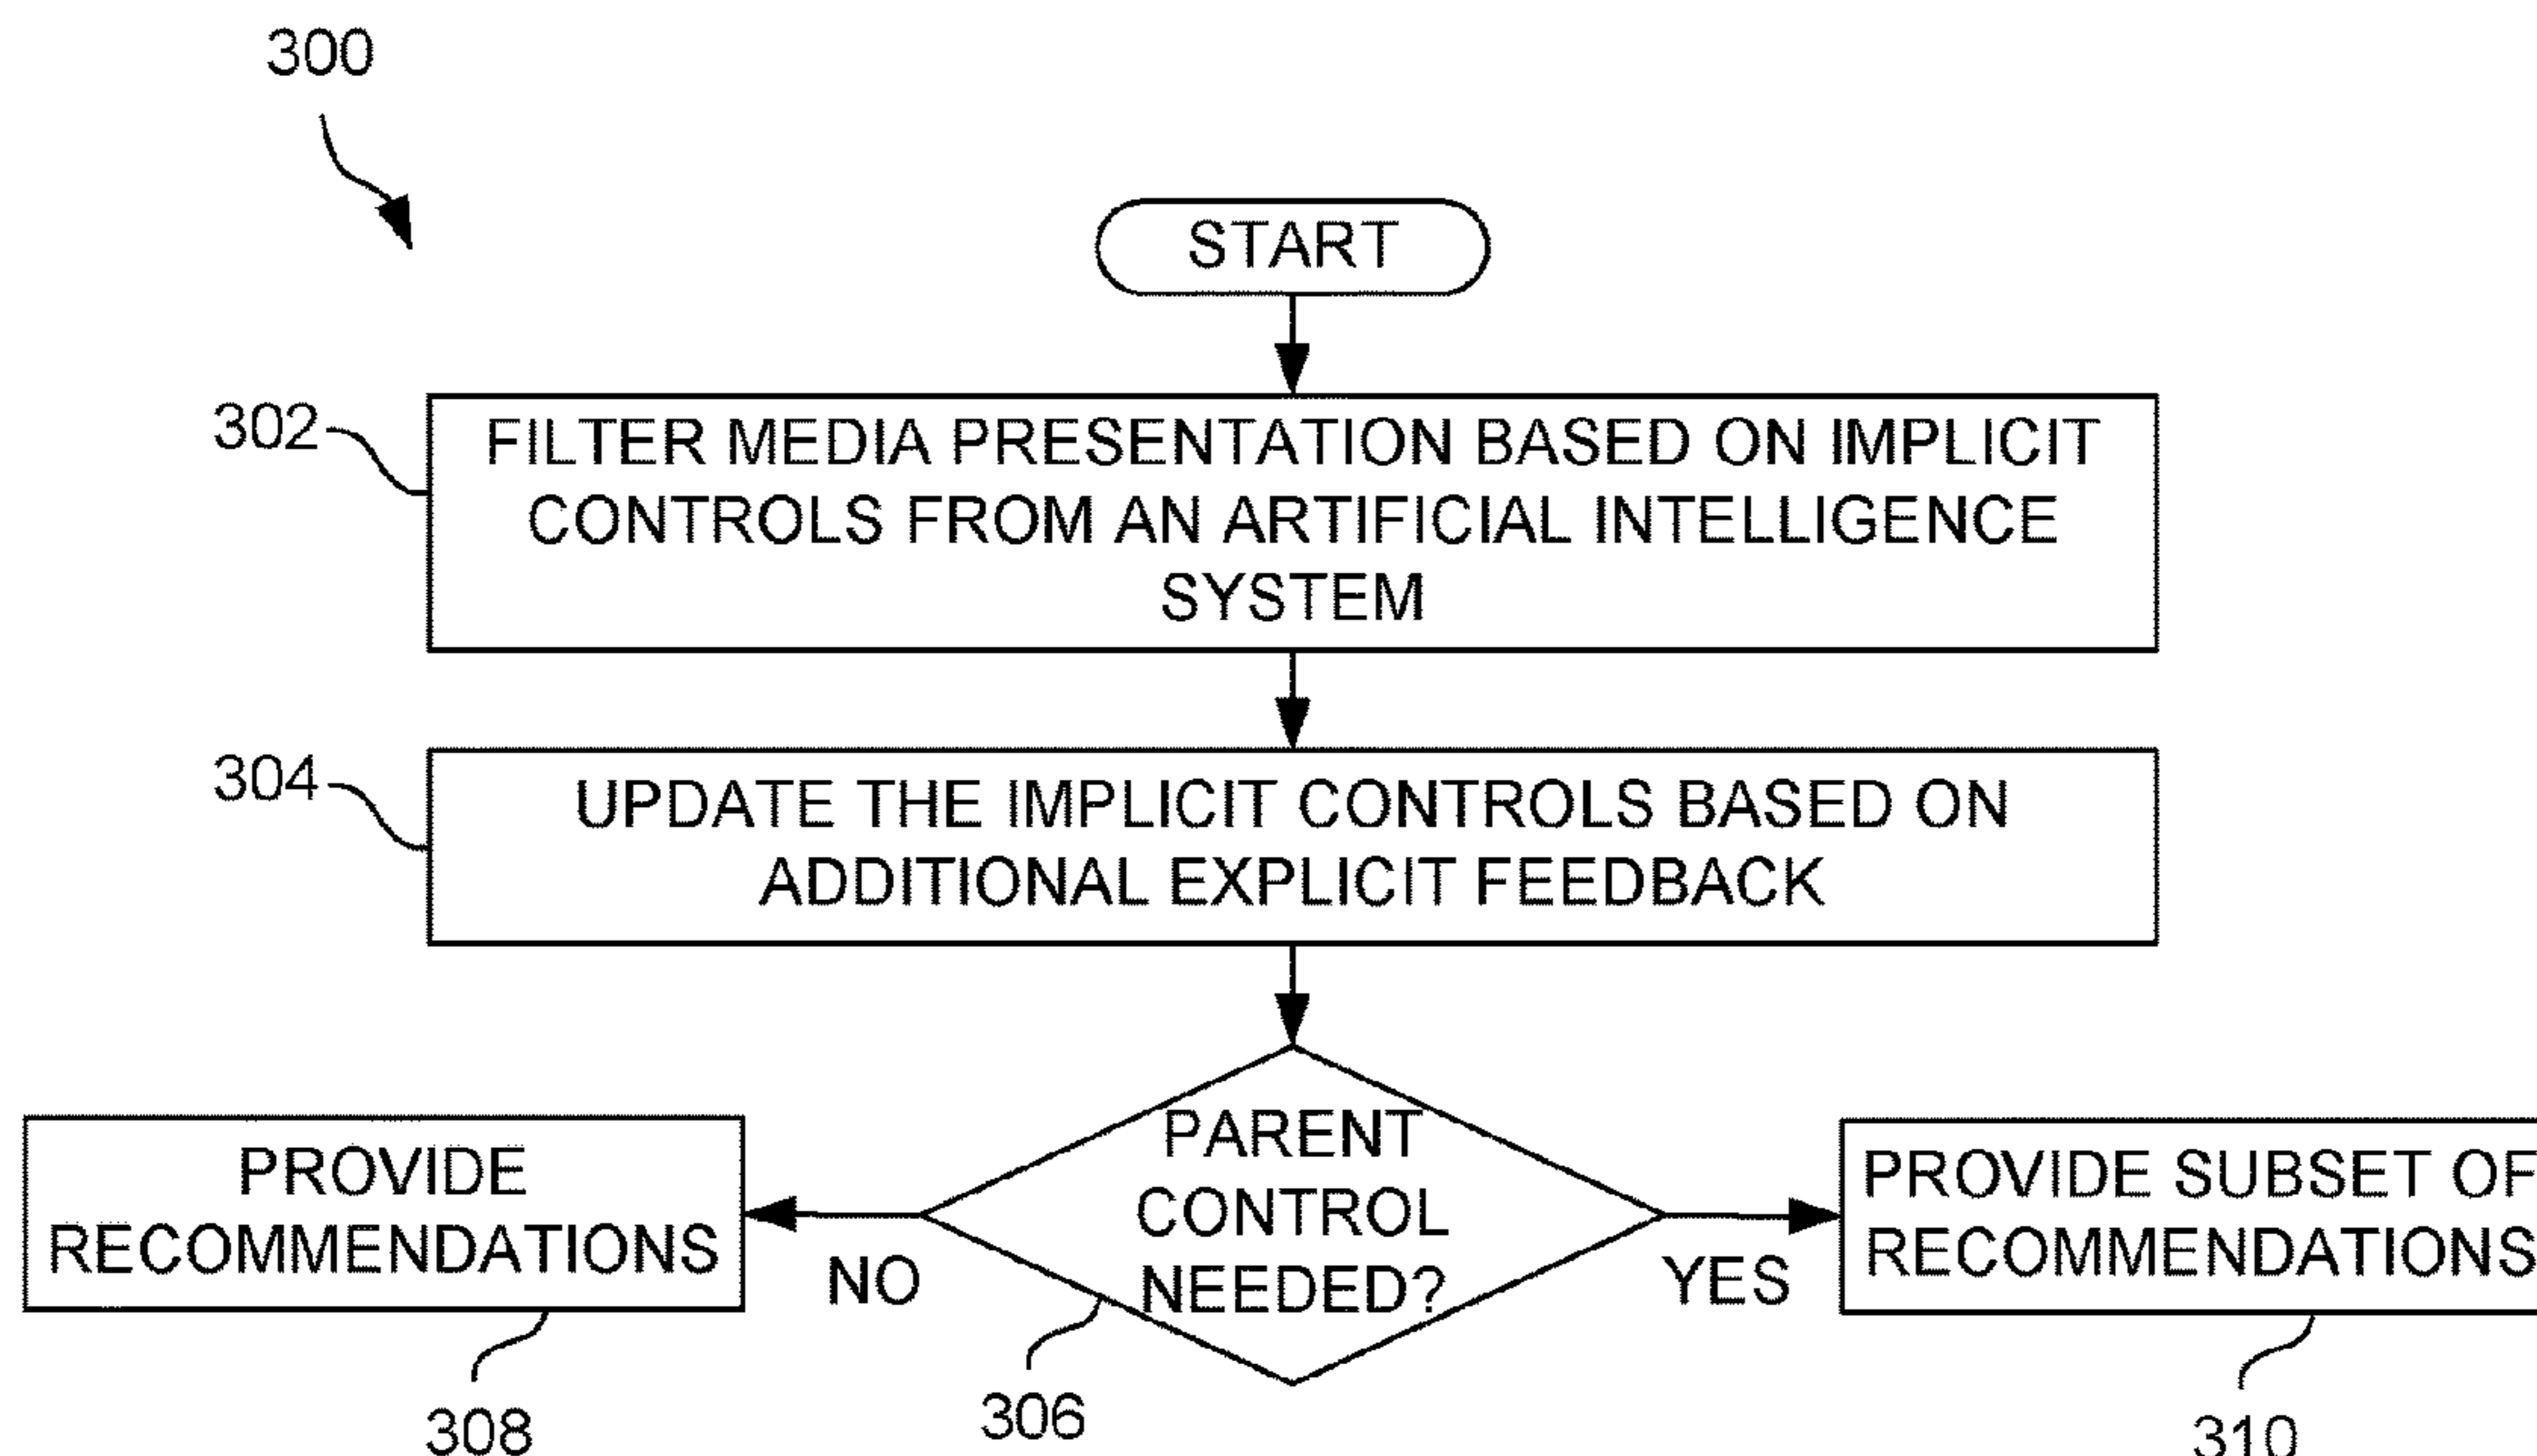 300
START
302
FILTER MEDIA PRESENTATION BASED ON IMPLICIT
CONTROLS FROM AN ARTIFICIAL INTELLIGENCE
SYSTEM
304
UPDATE THE IMPLICIT CONTROLS BASED ON
ADDITIONAL EXPLICIT FEEDBACK
PROVIDE
RECOMMENDATIONS
308
NO
PARENT
CONTROL
NEEDED?
306
YES
PROVIDE SUBSET OF
RECOMMENDATIONS
310